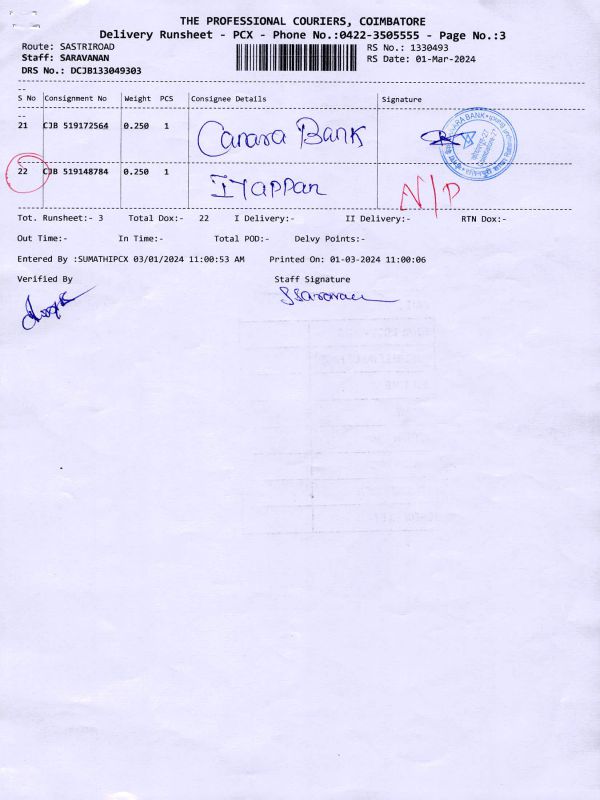 THE PROFESSIONAL COURIERS, COIMBATORE
Delivery Runsheet - PCX - Phone No.:0422-3505555 - Page No.:3
Route: SASTRIROAD
RS No.: 1330493
Staff: SARAVANAN
RS Date: 01-Mar-2024
DRS No.: DCJB133049303
S No Consignment No Weight PCS Consignee Details Signature
21 CJB 519172564 0.250 1 Canara Bank
CANARA BANK
22 CJB 519148784 0.250 1 IYappan N/P
Tot. Runsheet:- 3 Total Dox:- 22 I Delivery:- II Delivery:- RTN Dox:-
Out Time:- In Time:- Total POD:- Delvy Points:-
Entered By :SUMATHIPCX 03/01/2024 11:00:53 AM Printed On: 01-03-2024 11:00:06
Verified By Staff Signature
SSaravan